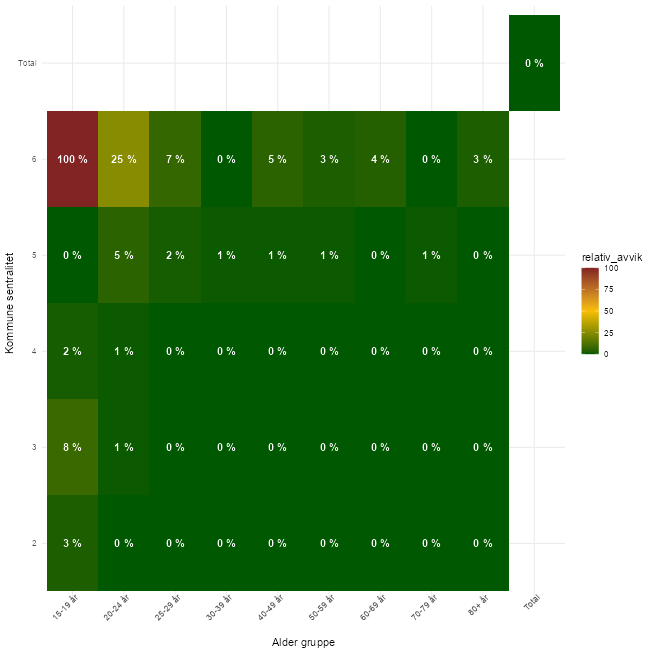 Total
0 %
6
100 % 25 % 7 % 0 % 5 % 3 % 4 % 0 % 3 %
5
0 % 5 % 2 % 1 % 1 % 1 % 0 % 1 % 0 %
4
2 % 1 % 0 % 0 % 0 % 0 % 0 % 0 % 0 %
3
8 % 1 % 0 % 0 % 0 % 0 % 0 % 0 % 0 %
2
3 % 0 % 0 % 0 % 0 % 0 % 0 % 0 % 0 %
Kommune sentralitet
15-19 år
20-24 år
25-29 år
30-39 år
40-49 år
50-59 år
60-69 år
70-79 år
80+ år
Total
Alder gruppe
relativ_avvik
100
75
50
25
0